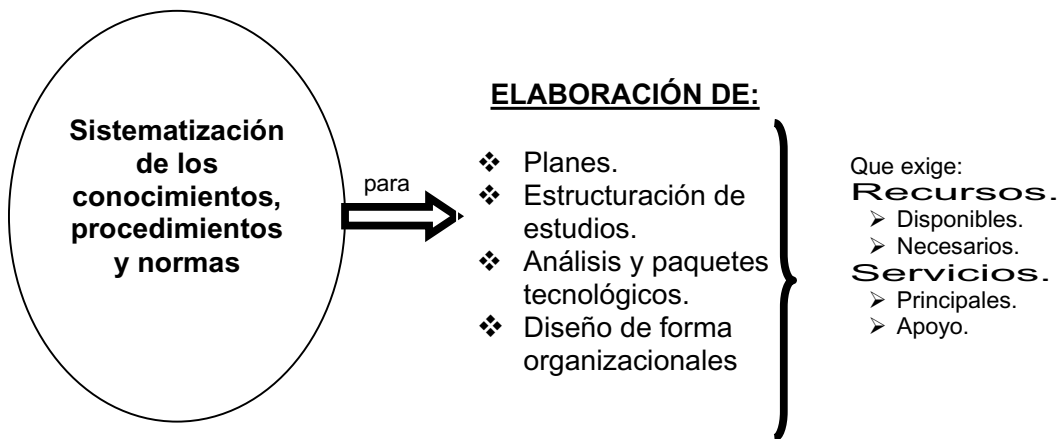 Sistematización
de los
conocimientos,
procedimientos
y normas
para
ELABORACIÓN DE:
❖ Planes.
❖ Estructuración de
estudios.
❖ Análisis y paquetes
tecnológicos.
❖ Diseño de forma
organizacionales
Que exige:
Recursos.
➢ Disponibles.
➢ Necesarios.
Servicios.
➢ Principales.
➢ Apoyo.